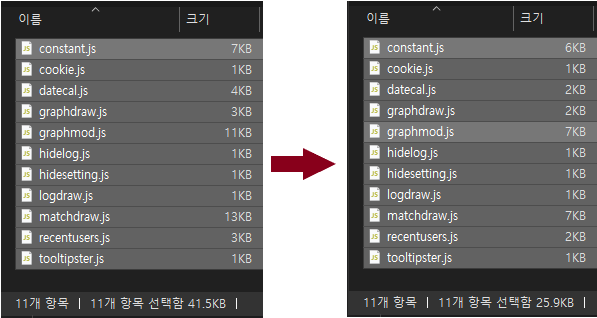 이름 크기
constant.js 7KB
cookie.js 1KB
datecal.js 4KB
graphdraw.js 3KB
graphmod.js 11KB
hidelog.js 1KB
hidesetting.js 1KB
logdraw.js 1KB
matchdraw.js 13KB
recentusers.js 3KB
tooltipster.js 1KB
11개 항목 11개 항목 선택함 41.5KB
이름 크기
constant.js 6KB
cookie.js 1KB
datecal.js 2KB
graphdraw.js 2KB
graphmod.js 7KB
hidelog.js 1KB
hidesetting.js 1KB
logdraw.js 1KB
matchdraw.js 7KB
recentusers.js 2KB
tooltipster.js 1KB
11개 항목 11개 항목 선택함 25.9KB